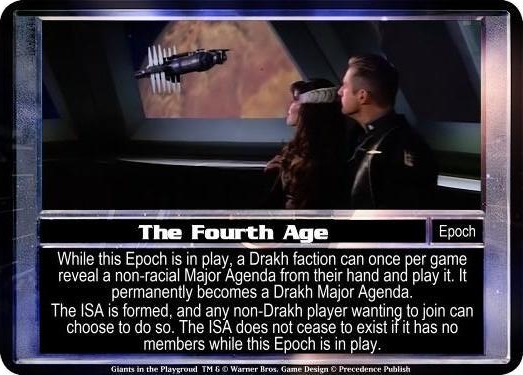 The Fourth Age
Epoch
While this Epoch is in play, a Drakh faction can once per game
reveal a non-racial Major Agenda from their hand and play it. It
permanently becomes a Drakh Major Agenda.
The ISA is formed, and any non-Drakh player wanting to join can
choose to do so. The ISA does not cease to exist if it has no
members while this Epoch is in play.
Giants in the Playgroud TM & © Warner Bros. Game Design © Precedence Publish